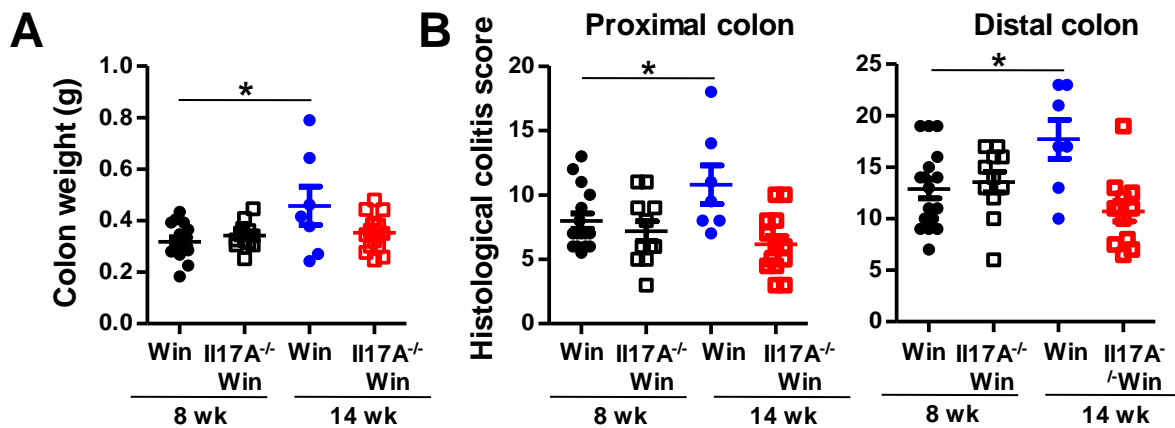 A
B
Proximal colon
Distal colon
Colon weight (g)
1.0
0.8
0.6
0.4
0.2
0.0
*
Win
Il17A-/-
Win
Win
Il17A-/-
Win
8 wk
14 wk
Histological colitis score
20
15
10
5
0
*
Win
Il17A-/-
Win
Win
Il17A-/-
Win
8 wk
14 wk
25
20
15
10
5
0
*
Win
Il17A-/-
Win
Win
Il17A-
/-Win
8 wk
14 wk